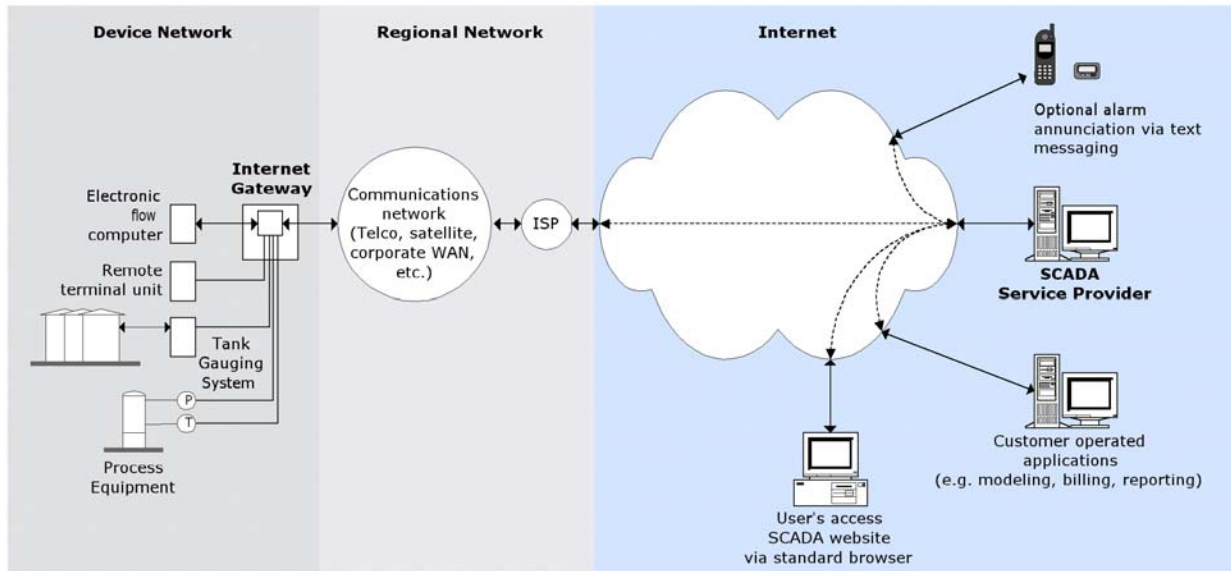 Device Network
Regional Network
Internet
Optional alarm
annunciation via text
messaging
Internet
Gateway
Electronic
flow
computer
Communications
network
(Telco, satellite,
corporate WAN,
etc.)
ISP
SCADA
Service Provider
Remote
terminal unit
Tank
Gauging
System
P
T
Process
Equipment
Customer operated
applications
(e.g. modeling, billing, reporting)
User's access
SCADA website
via standard browser